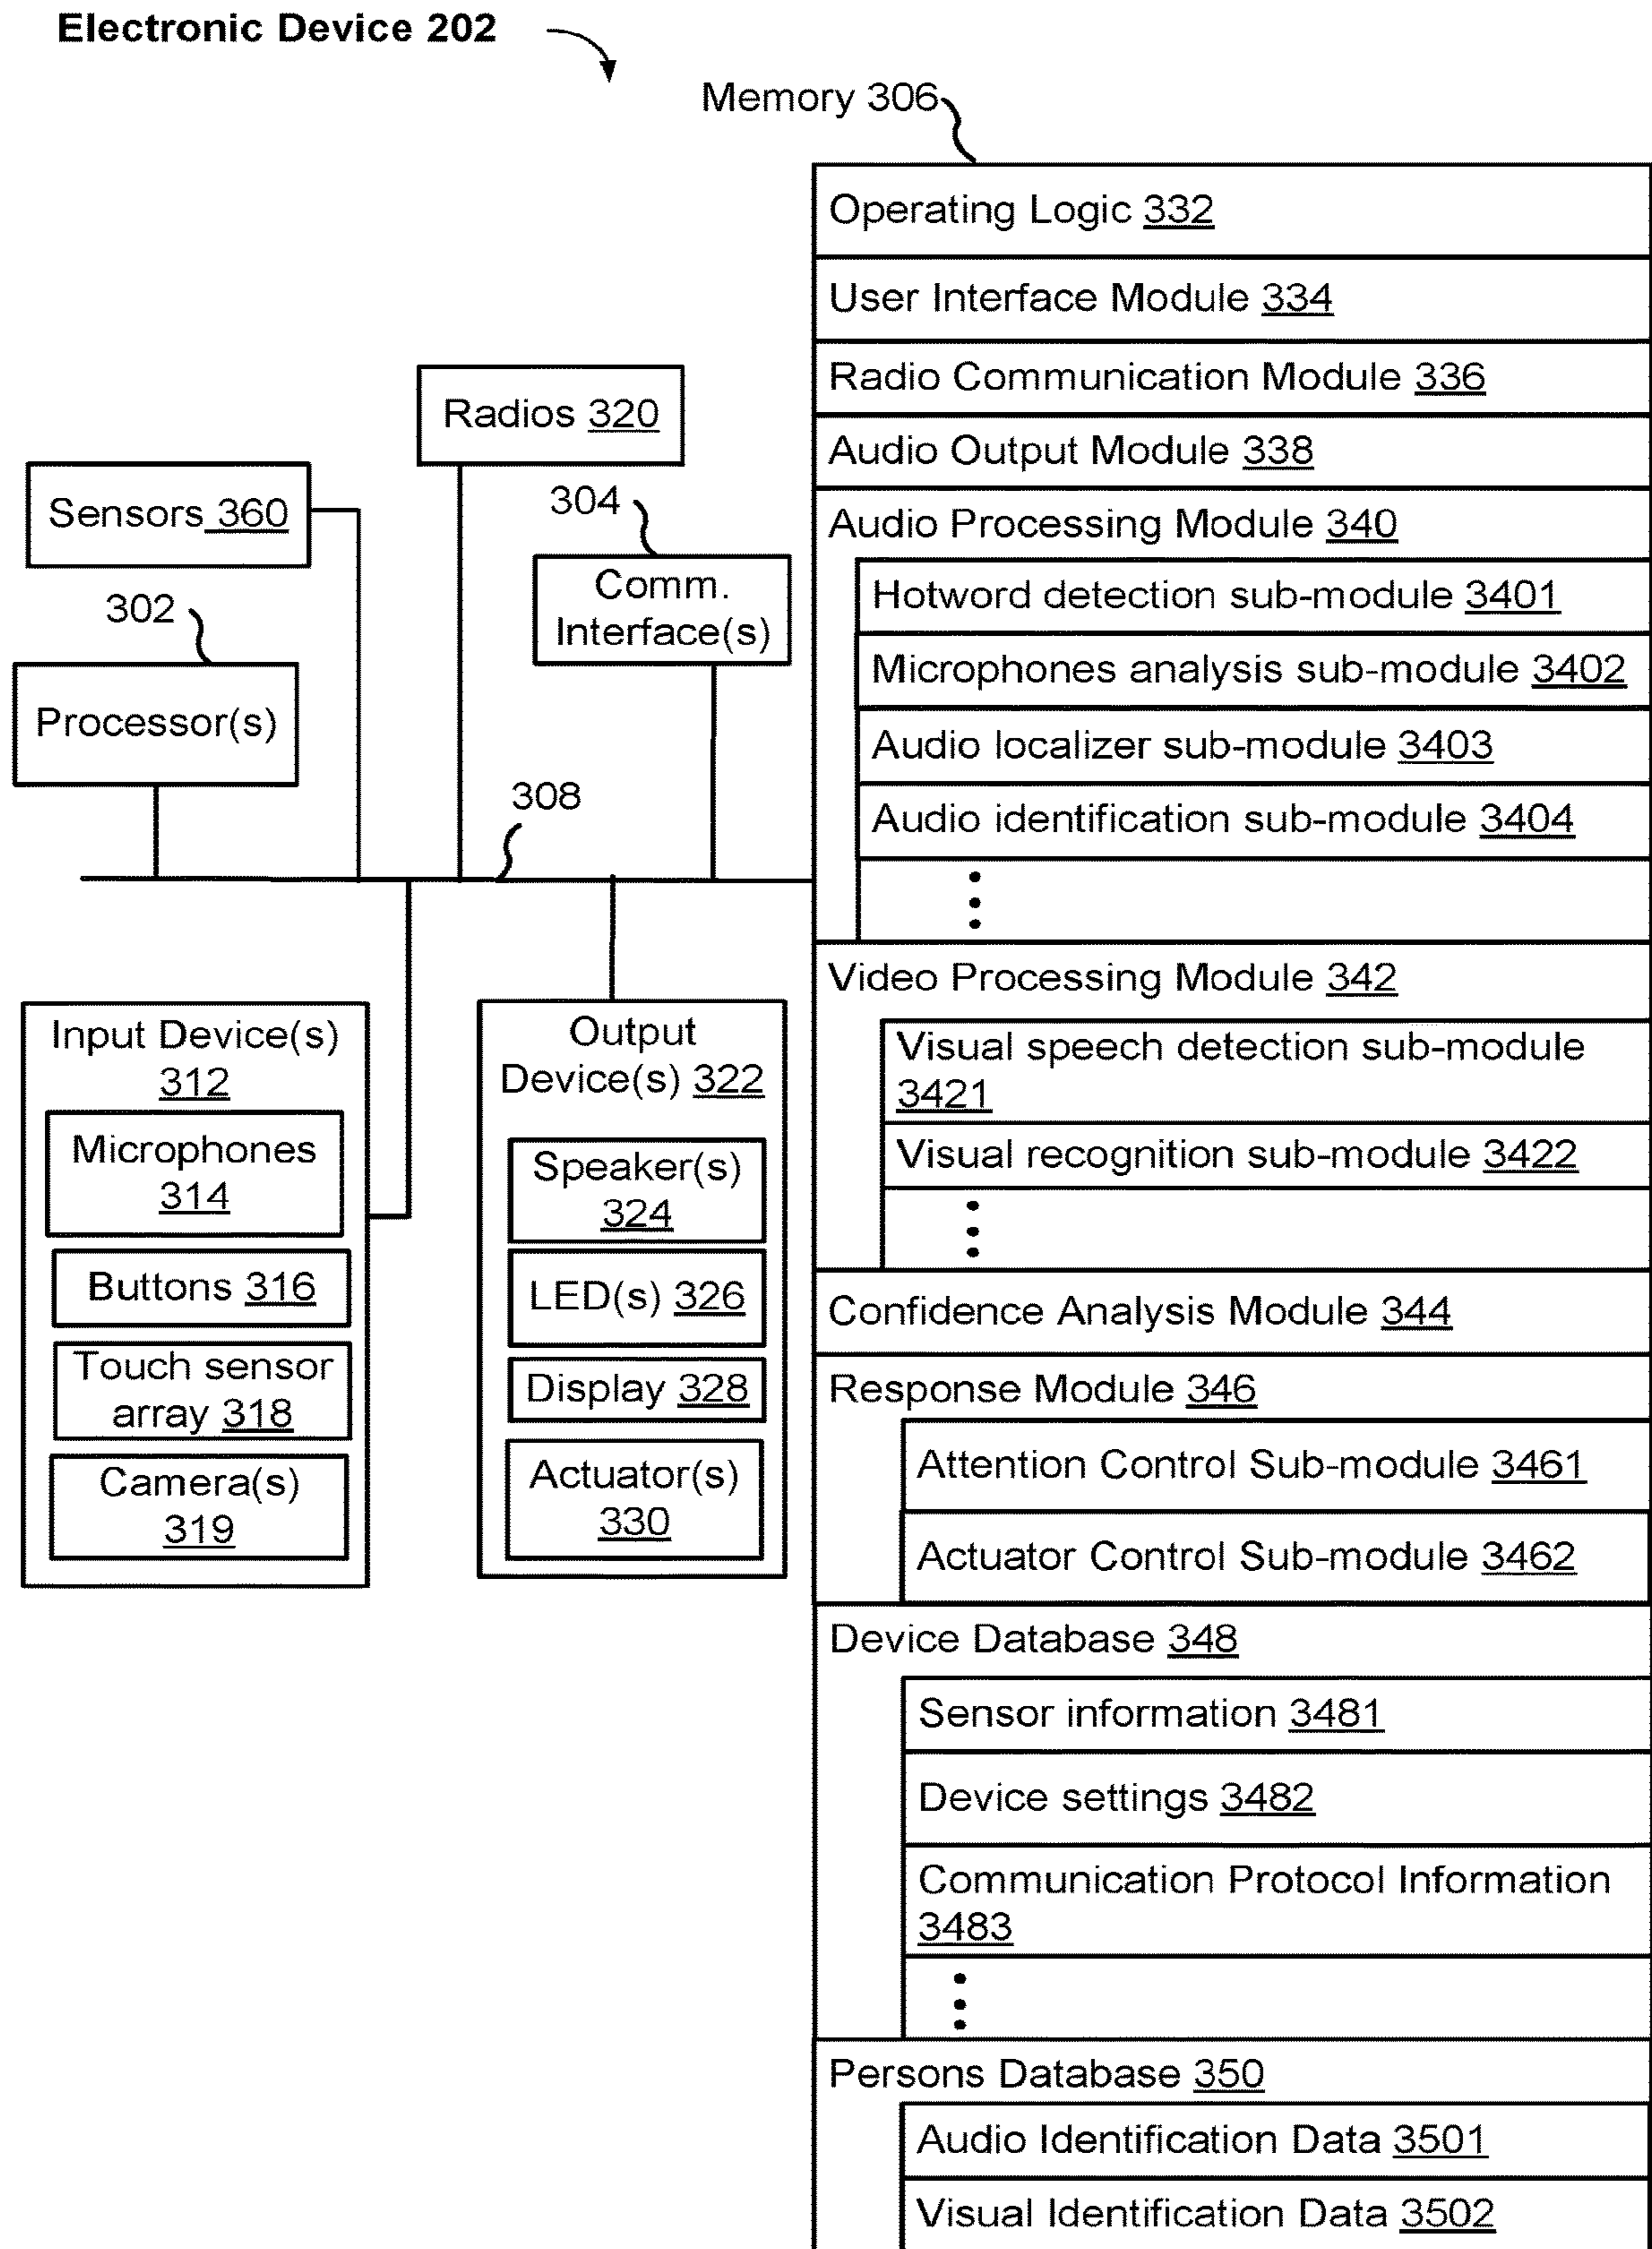 Electronic Device 202
Memory 306
Operating Logic 332
User Interface Module 334
Radio Communication Module 336
Audio Output Module 338
Audio Processing Module 340
Hotword detection sub-module 3401
Microphones analysis sub-module 3402
Audio localizer sub-module 3403
Audio identification sub-module 3404
Video Processing Module 342
Visual speech detection sub-module
3421
Visual recognition sub-module 3422
Confidence Analysis Module 344
Response Module 346
Attention Control Sub-module 3461
Actuator Control Sub-module 3462
Device Database 348
Sensor information 3481
Device settings 3482
Communication Protocol Information
3483
Persons Database 350
Audio Identification Data 3501
Visual Identification Data 3502
Radios 320
Sensors 360
304
Comm.
Interface(s)
302
Processor(s)
308
Input Device(s)
312
Microphones
314
Buttons 316
Touch sensor
array 318
Camera(s)
319
Output
Device(s) 322
Speaker(s)
324
LED(s) 326
Display 328
Actuator(s)
330